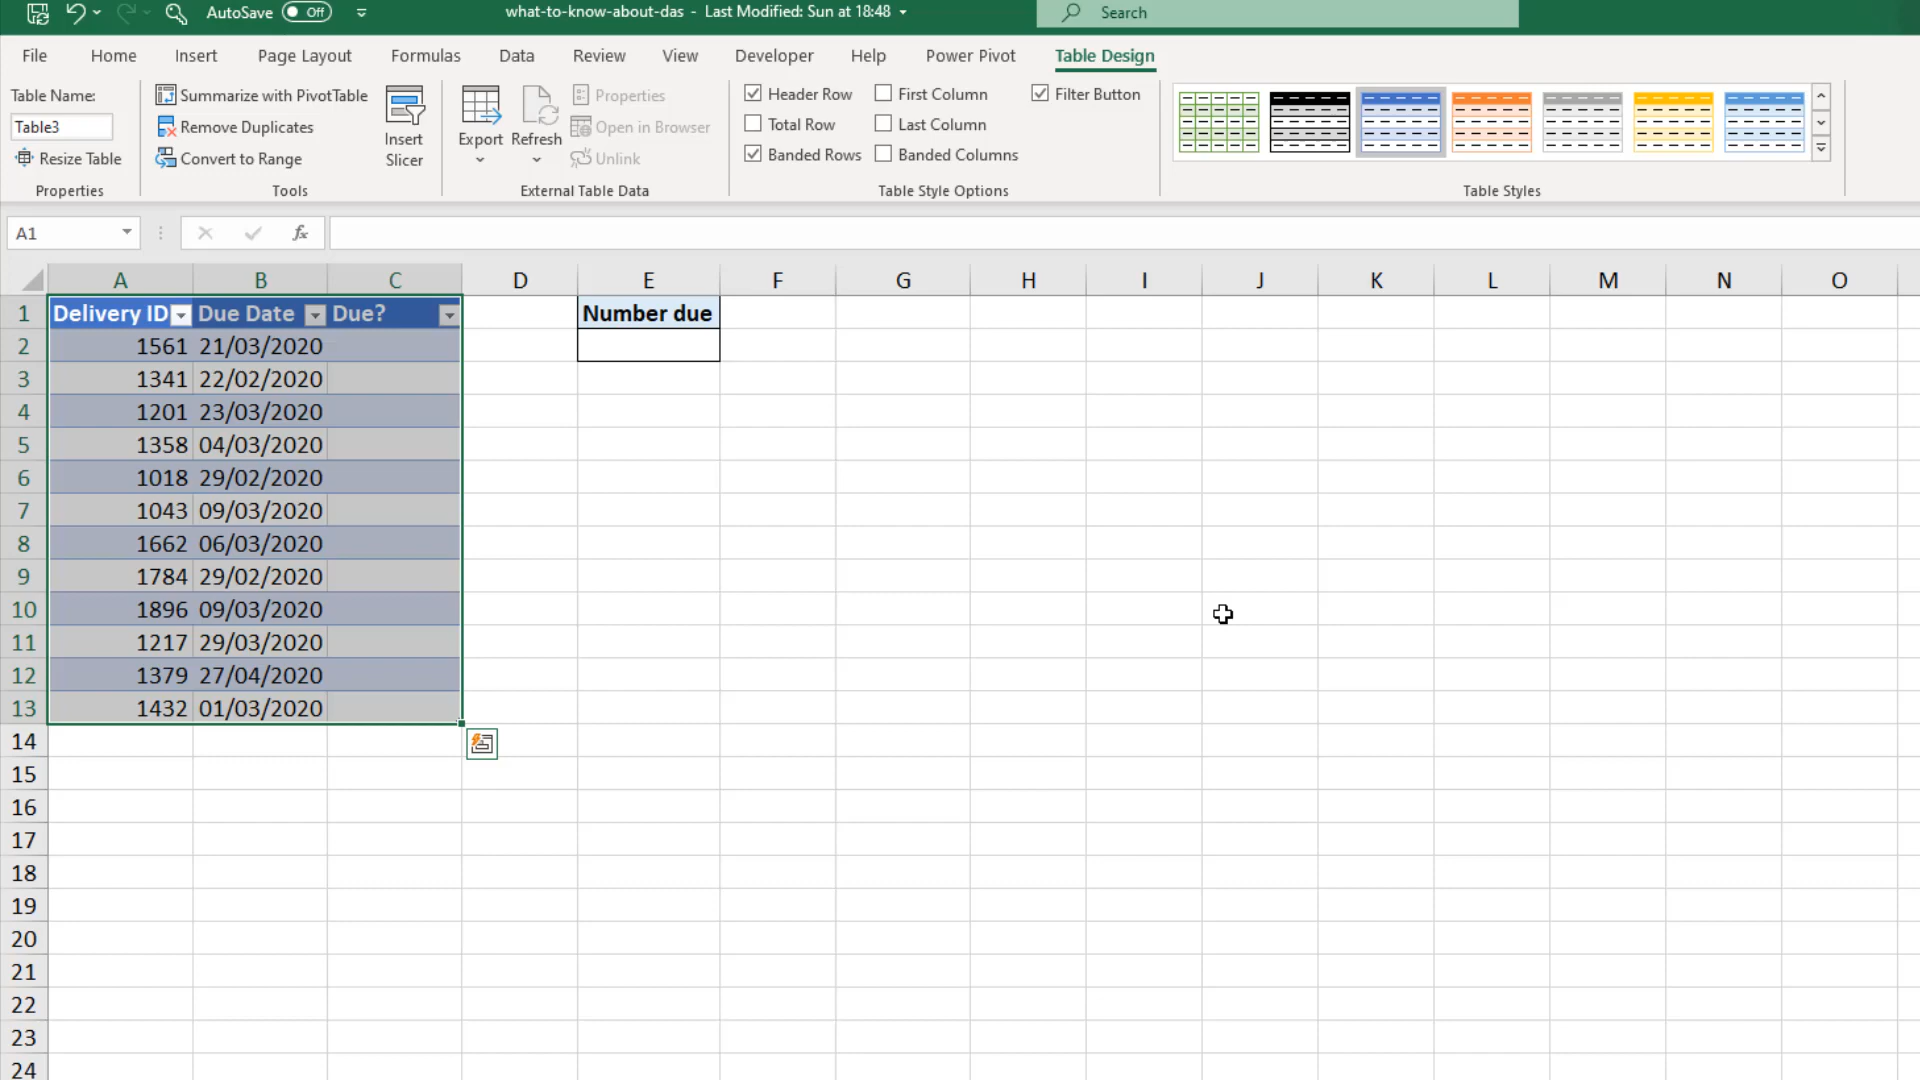 AutoSave Off what-to-know-about-das - Last Modified: Sun at 18:48 Search
File Home Insert Page Layout Formulas Data Review View Developer Help Power Pivot Table Design
Table Name:
Table3
Resize Table
Properties
Summarize with PivotTable
Remove Duplicates
Convert to Range
Insert
Slicer
Tools
Export Refresh
Properties
Open in Browser
Unlink
External Table Data
Header Row First Column Filter Button
Total Row Last Column
Banded Rows Banded Columns
Table Style Options
Table Styles
A1 fx
A B C D E F G H I J K L M N O
1 Delivery ID Due Date Due? Number due
2 1561 21/03/2020
3 1341 22/02/2020
4 1201 23/03/2020
5 1358 04/03/2020
6 1018 29/02/2020
7 1043 09/03/2020
8 1662 06/03/2020
9 1784 29/02/2020
10 1896 09/03/2020
11 1217 29/03/2020
12 1379 27/04/2020
13 1432 01/03/2020
14
15
16
17
18
19
20
21
22
23
24